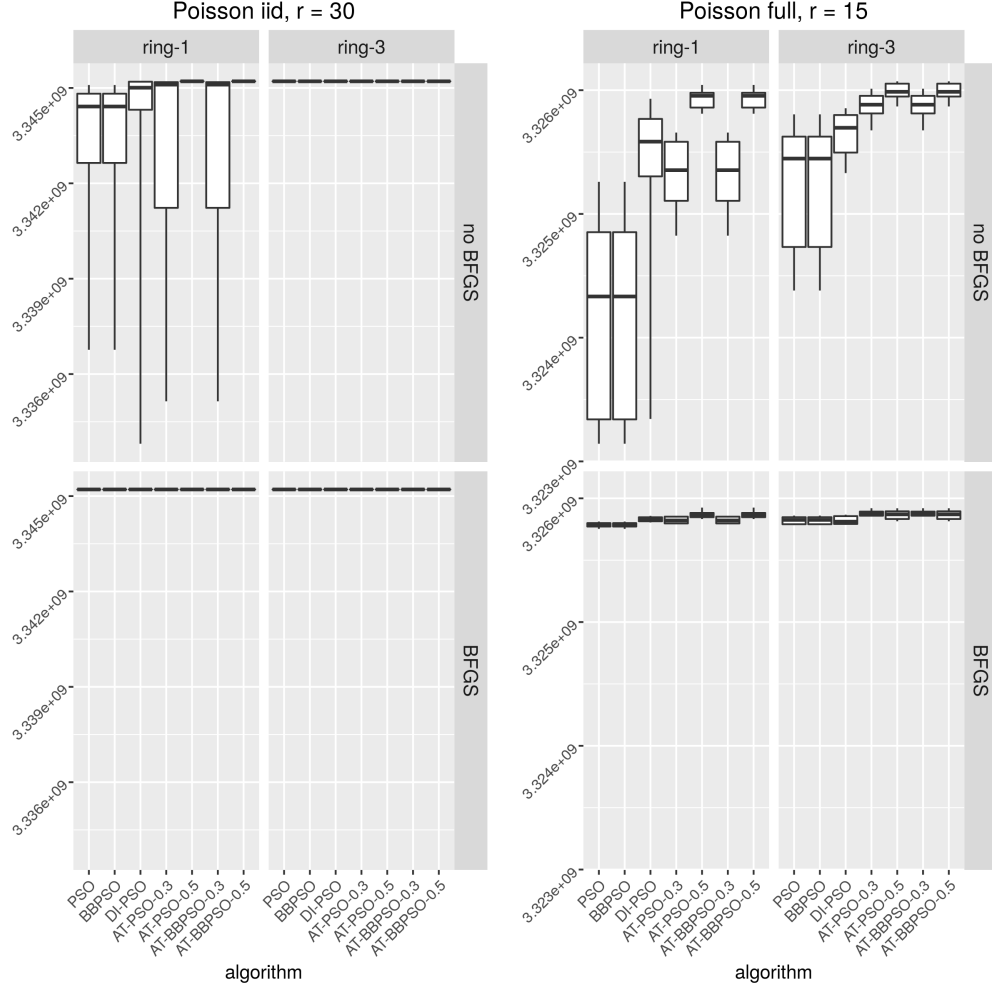 Poisson iid, r = 30
ring-1
ring-3
3.345e+09
3.342e+09
3.339e+09
3.336e+09
no BFGS
3.345e+09
3.342e+09
3.339e+09
3.336e+09
BFGS
PSO
BBPSO
DI-PSO
AT-PSO-0.3
AT-PSO-0.5
AT-BBPSO-0.3
AT-BBPSO-0.5
PSO
BBPSO
DI-PSO
AT-PSO-0.3
AT-PSO-0.5
AT-BBPSO-0.3
AT-BBPSO-0.5
algorithm
Poisson full, r = 15
ring-1
ring-3
3.326e+09
3.325e+09
3.324e+09
3.323e+09
no BFGS
3.326e+09
3.325e+09
3.324e+09
3.323e+09
BFGS
PSO
BBPSO
DI-PSO
AT-PSO-0.3
AT-PSO-0.5
AT-BBPSO-0.3
AT-BBPSO-0.5
PSO
BBPSO
DI-PSO
AT-PSO-0.3
AT-PSO-0.5
AT-BBPSO-0.3
AT-BBPSO-0.5
algorithm